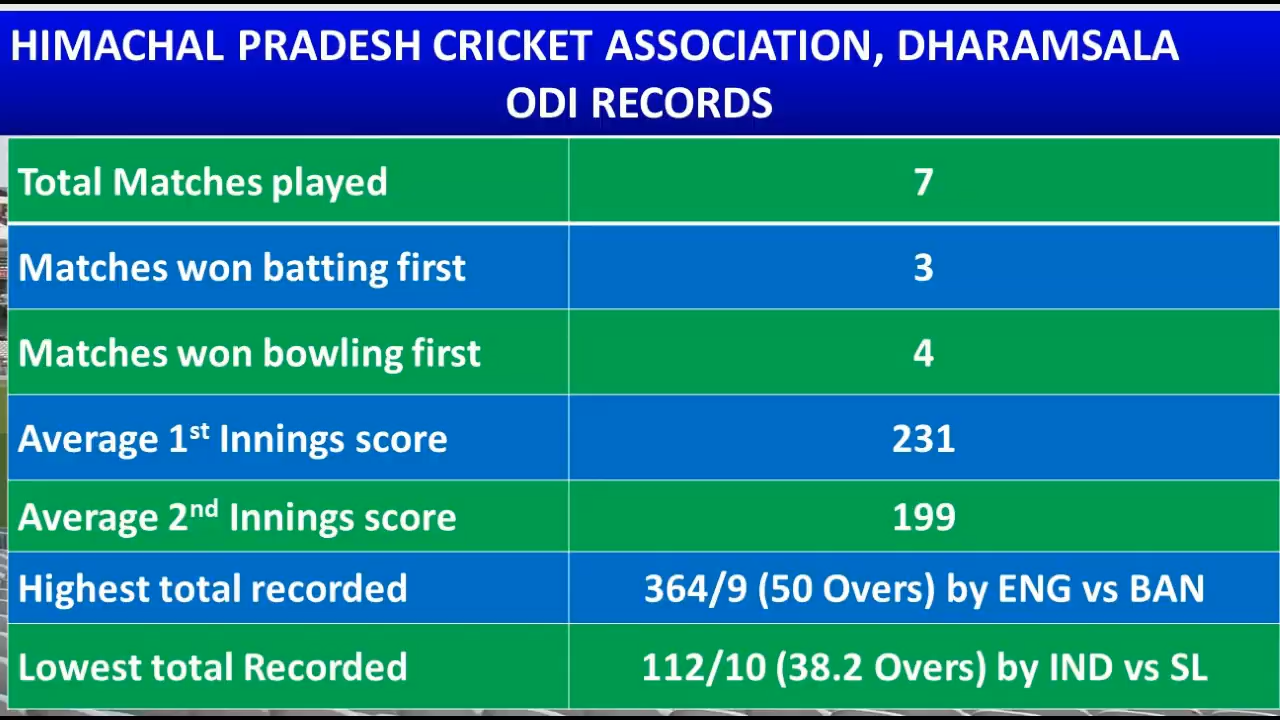 HIMACHAL PRADESH CRICKET ASSOCIATION, DHARAMSALA
ODI RECORDS
Total Matches played 7
Matches won batting first 3
Matches won bowling first 4
Average 1st Innings score 231
Average 2nd Innings score 199
Highest total recorded 364/9 (50 Overs) by ENG vs BAN
Lowest total Recorded 112/10 (38.2 Overs) by IND vs SL